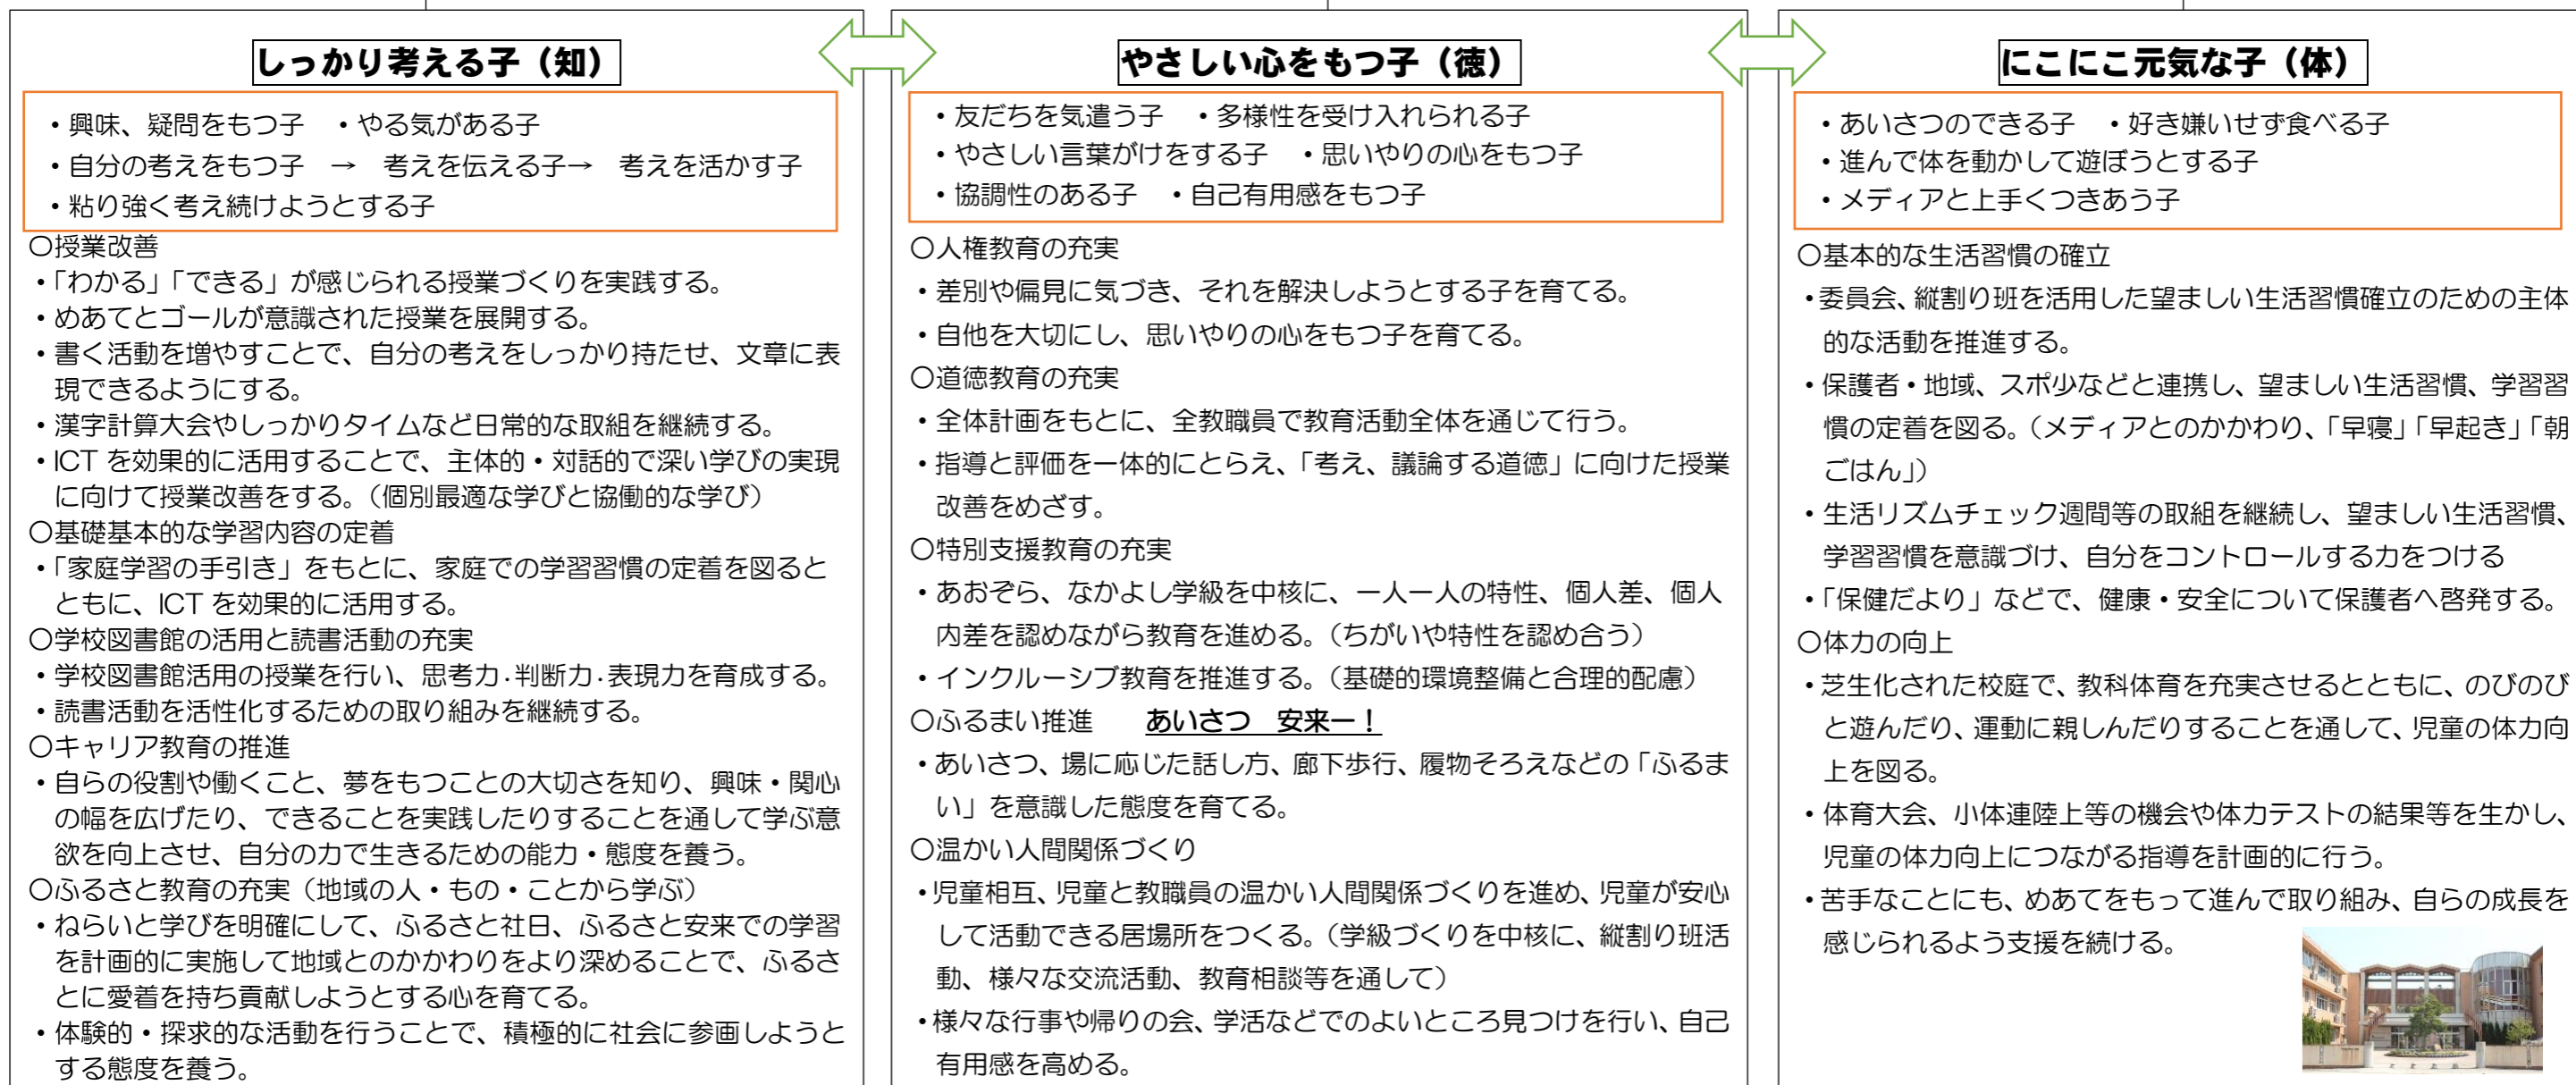 しっかり考える子（知）
・興味、疑問をもつ子　・やる気がある子
・自分の考えをもつ子　→　考えを伝える子→　考えを活かす子
・粘り強く考え続けようとする子
〇授業改善
・「わかる」「できる」が感じられる授業づくりを実践する。
・めあてとゴールが意識された授業を展開する。
・書く活動を増やすことで、自分の考えをしっかり持たせ、文章に表
現できるようにする。
・漢字計算大会やしっかりタイムなど日常的な取組を継続する。
・ICT を効果的に活用することで、主体的・対話的で深い学びの実現
に向けて授業改善をする。（個別最適な学びと協働的な学び）
〇基礎基本的な学習内容の定着
・「家庭学習の手引き」をもとに、家庭での学習習慣の定着を図ると
ともに、ICT を効果的に活用する。
〇学校図書館の活用と読書活動の充実
・学校図書館活用の授業を行い、思考力・判断力・表現力を育成する。
・読書活動を活性化するための取り組みを継続する。
〇キャリア教育の推進
・自らの役割や働くこと、夢をもつことの大切さを知り、興味・関心
の幅を広げたり、できることを実践したりすることを通して学ぶ意
欲を向上させ、自分の力で生きるための能力・態度を養う。
〇ふるさと教育の充実（地域の人・もの・ことから学ぶ）
・ねらいと学びを明確にして、ふるさと社日、ふるさと安来での学習
を計画的に実施して地域とのかかわりをより深めることで、ふるさ
とに愛着を持ち貢献しようとする心を育てる。
・体験的・探求的な活動を行うことで、積極的に社会に参画しようと
する態度を養う。
やさしい心をもつ子（徳）
・友だちを気遣う子　・多様性を受け入れられる子
・やさしい言葉がけをする子　・思いやりの心をもつ子
・協調性のある子　・自己有用感をもつ子
〇人権教育の充実
・差別や偏見に気づき、それを解決しようとする子を育てる。
・自他を大切にし、思いやりの心をもつ子を育てる。
〇道徳教育の充実
・全体計画をもとに、全教職員で教育活動全体を通じて行う。
・指導と評価を一体的にとらえ、「考え、議論する道徳」に向けた授業
改善をめざす。
〇特別支援教育の充実
・あおぞら、なかよし学級を中核に、一人一人の特性、個人差、個人
内差を認めながら教育を進める。（ちがいや特性を認め合う）
・インクルーシブ教育を推進する。（基礎的環境整備と合理的配慮）
〇ふるまい推進　あいさつ　安来一！
・あいさつ、場に応じた話し方、廊下歩行、履物そろえなどの「ふるま
い」を意識した態度を育てる。
〇温かい人間関係づくり
・児童相互、児童と教職員の温かい人間関係づくりを進め、児童が安心
して活動できる居場所をつくる。（学級づくりを中核に、縦割り班活
動、様々な交流活動、教育相談等を通して）
・様々な行事や帰りの会、学活などでのよいところ見つけを行い、自己
有用感を高める。
にこにこ元気な子（体）
・あいさつのできる子　・好き嫌いせず食べる子
・進んで体を動かして遊ぼうとする子
・メディアと上手くつきあう子
〇基本的な生活習慣の確立
・委員会、縦割り班を活用した望ましい生活習慣確立のための主体
的な活動を推進する。
・保護者・地域、スポ少などと連携し、望ましい生活習慣、学習習
慣の定着を図る。（メディアとのかかわり、「早寝」「早起き」「朝
ごはん」）
・生活リズムチェック週間等の取組を継続し、望ましい生活習慣、
学習習慣を意識づけ、自分をコントロールする力をつける
・「保健だより」などで、健康・安全について保護者へ啓発する。
〇体力の向上
・芝生化された校庭で、教科体育を充実させるとともに、のびのび
と遊んだり、運動に親しんだりすることを通して、児童の体力向
上を図る。
・体育大会、小体連陸上等の機会や体力テストの結果等を生かし、
児童の体力向上につながる指導を計画的に行う。
・苦手なことにも、めあてをもって進んで取り組み、自らの成長を
感じられるよう支援を続ける。